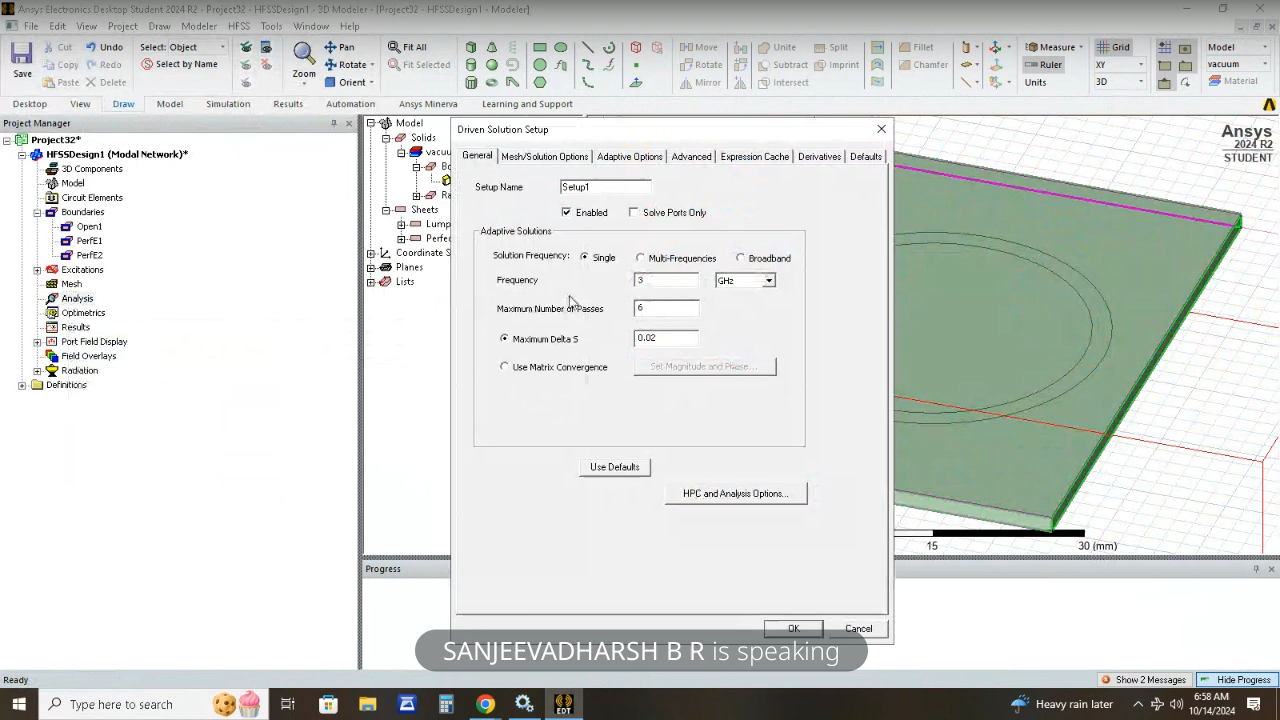 Ansys Electronics Desktop Student 2024 R2 - Project32 - HFSSDesign1 - 3D Modeler - [Project32 - HFSSDesign1 - Modeler]
File Edit View Project Draw Modeler HFSS Tools Window Help
Save Cut Copy Paste Undo Redo Delete Select: Object Select by Name Zoom Pan Rotate Orient Fit All Fit Selected Move Rotate Mirror Unite Subtract Intersect Split Imprint Fillet Chamfer Measure Ruler Units Grid XY 3D Model vacuum Material
Desktop View Draw Model Simulation Results Automation Ansys Minerva Learning and Support
Project Manager
Project32*
HFSSDesign1 (Modal Network)*
3D Components
Model
Circuit Elements
Boundaries
Open1
PerfE1
PerfE2
Excitations
Mesh
Analysis
Optimetrics
Results
Port Field Display
Field Overlays
Radiation
Definitions
Model
Solids
vacu
Bo
Sheets
Lump
Perfe
Coordinate S
Planes
Lists
Driven Solution Setup
General Mesh/Solution Options Adaptive Options Advanced Expression Cache Derivatives Defaults
Setup Name Setup1
Enabled Solve Ports Only
Adaptive Solutions
Solution Frequency: Single Multi-Frequencies Broadband
Frequency 3 GHz
Maximum Number of Passes 6
Maximum Delta S 0.02
Use Matrix Convergence Set Magnitude and Phase...
Use Defaults
HPC and Analysis Options...
OK Cancel
Ansys
2024 R2
STUDENT
15 30 (mm)
Progress
SANJEEVADHARSH B R is speaking
Ready. Show 2 Messages Hide Progress
Type here to search
EDT
Heavy rain later
6:58 AM
10/14/2024